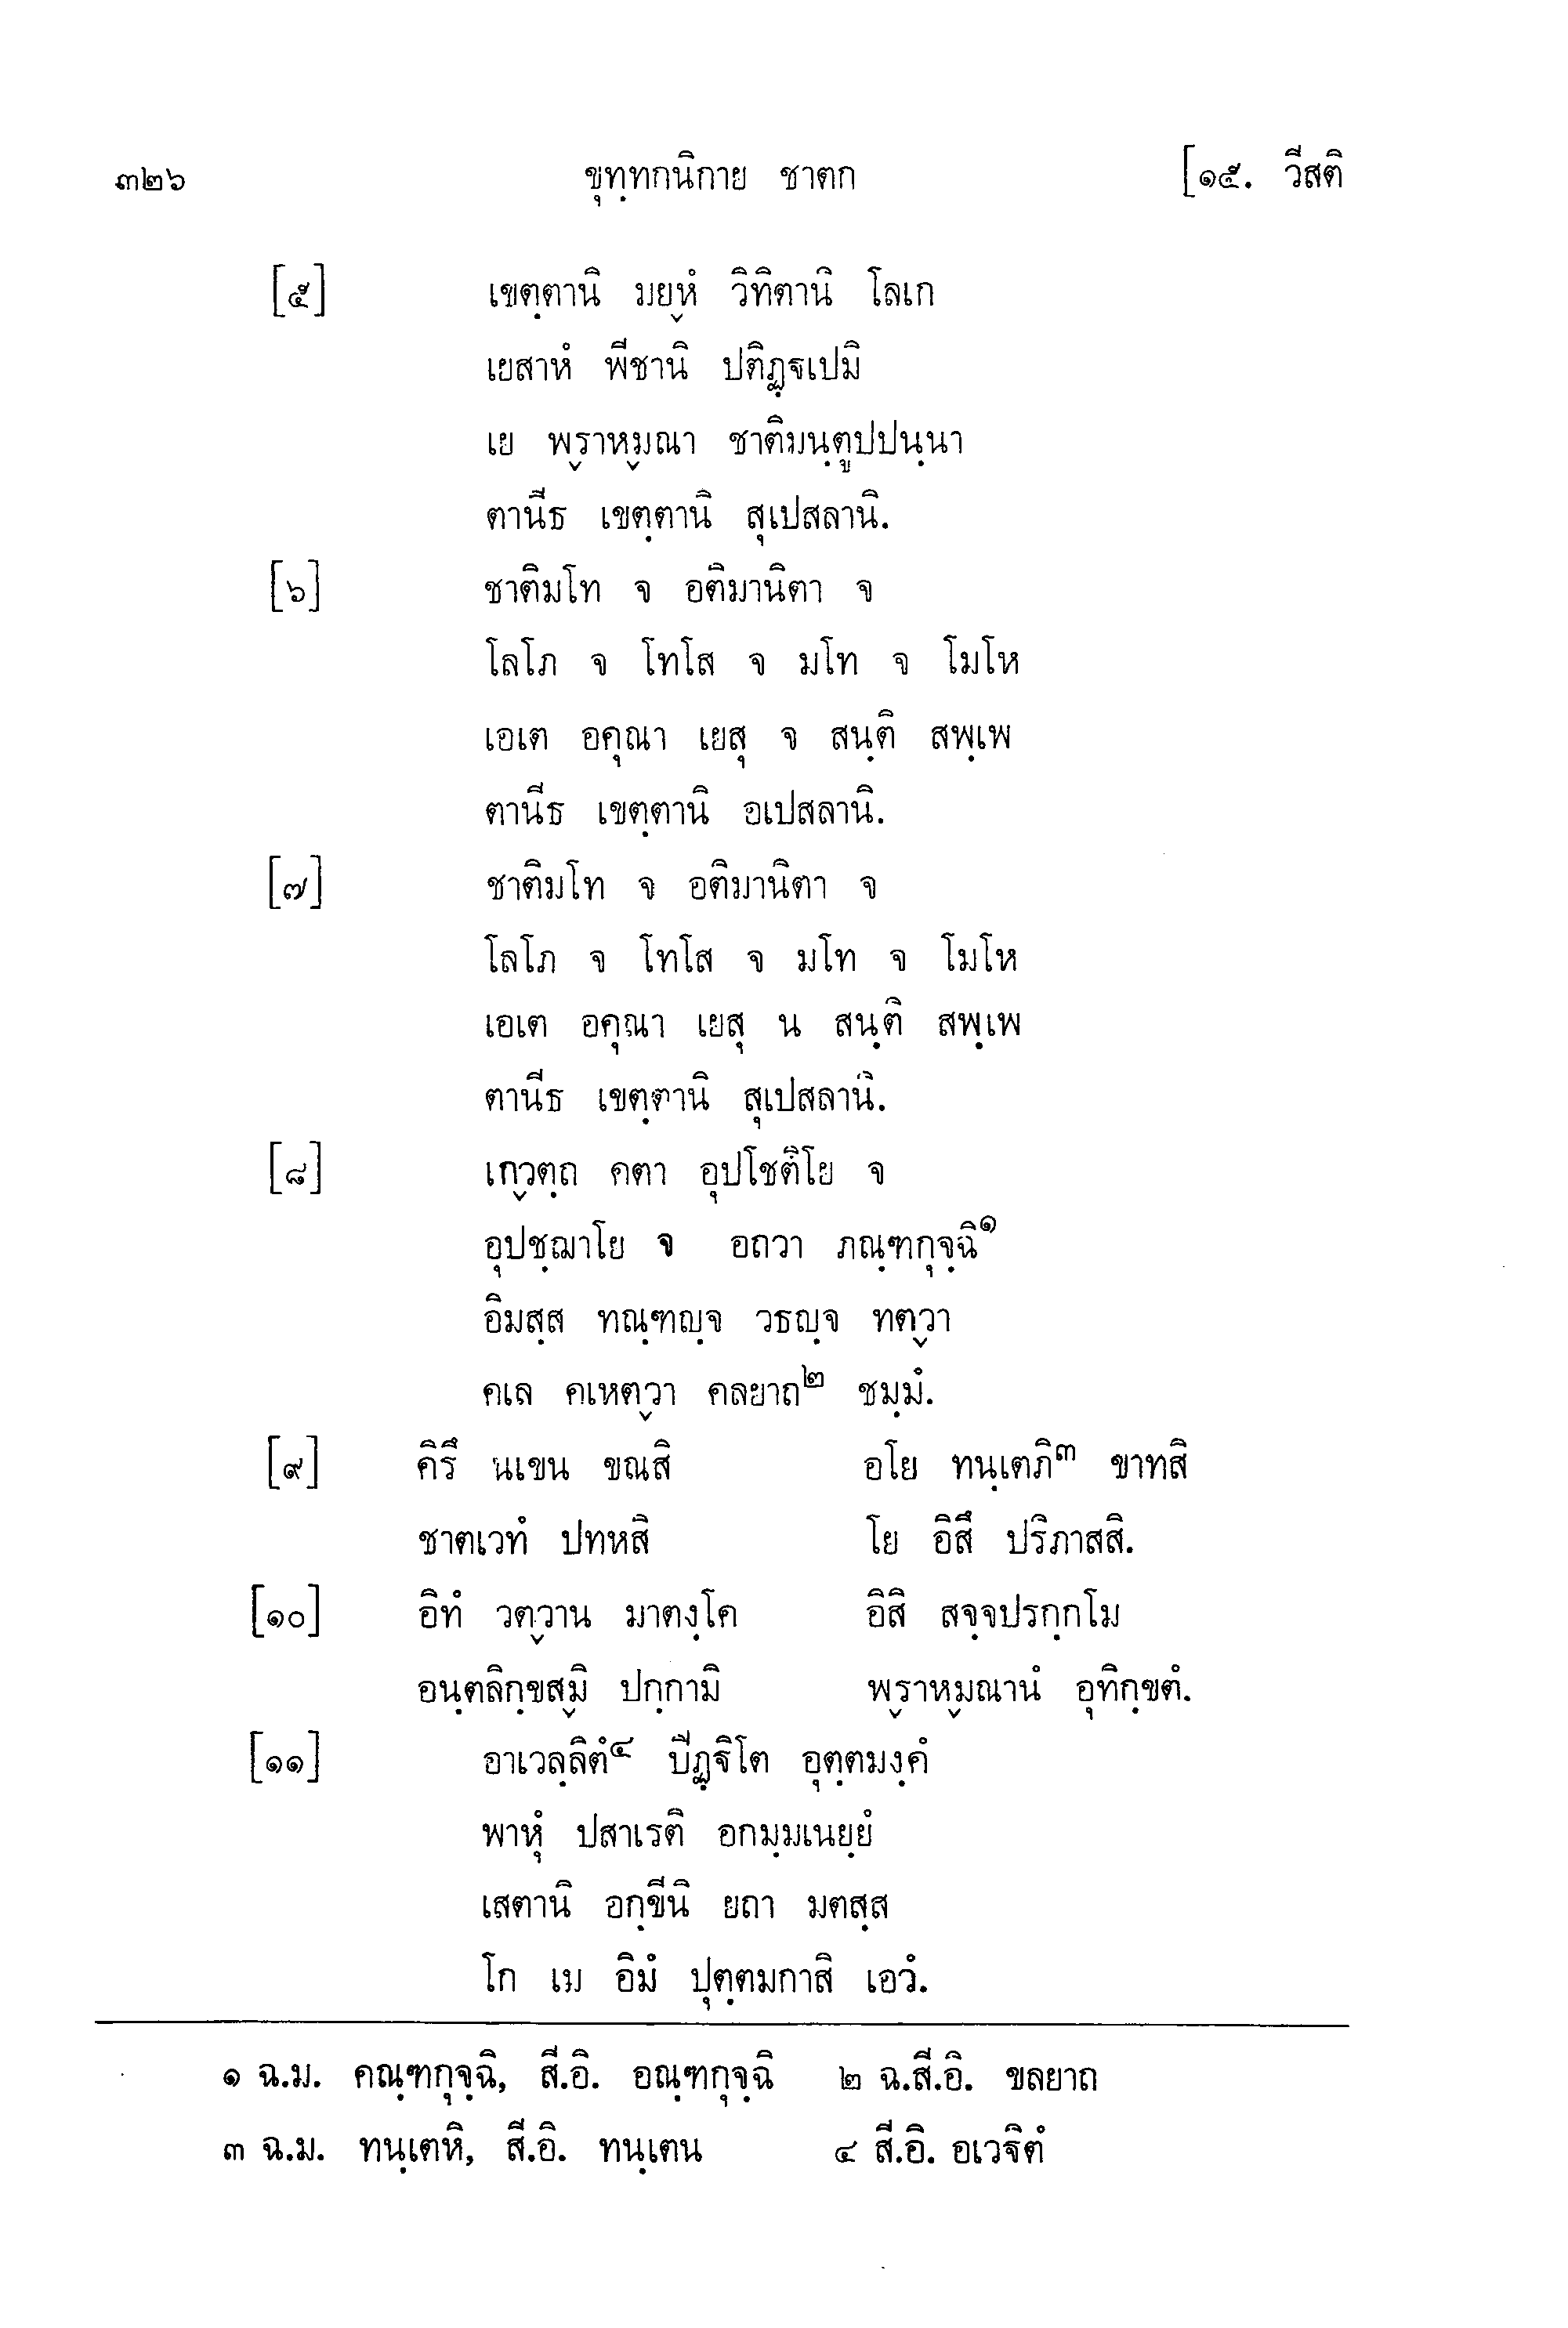 ๓๒๖ ขุทฺทกนิกาย ชาตก [๑๕. วีสติ
[๕] เขตฺตานิ มยฺหํ วิทิตานิ โลเก
เยสาหํ พีชานิ ปติฏฺฐเปมิ
เย พฺราหฺมณา ชาติมนฺตูปปนฺนา
ตานีธ เขตฺตานิ สุเปสลานิ.
[๖] ชาติมโท จ อติมานิตา จ
โลโภ จ โทโส จ มโท จ โมโห
เอเต อคุณา เยสุ จ สนฺติ สพฺเพ
ตานีธ เขตฺตานิ อเปสลานิ.
[๗] ชาติมโท จ อติมานิตา จ
โลโภ จ โทโส จ มโท จ โมโห
เอเต อคุณา เยสุ น สนฺติ สพฺเพ
ตานีธ เขตฺตานิ สุเปสลานิ.
[๘] เกฺวตฺถ คตา อุปโชติโย จ
อุปชฺฌาโย จ อถวา ภณฺฑกุจฺฉิ๑
อิมสฺส ทณฺฑญฺจ วธญฺจ ทตฺวา
คเล คเหตฺวา คลยาถ๒ ชมฺมํ.
[๙] คิรึ นเขน ขณสิ อโย ทนฺเตภิ๓ ขาทสิ
ชาตเวทํ ปทหสิ โย อิสึ ปริภาสสิ.
[๑๐] อิทํ วตฺวาน มาตงฺโค อิสิ สจฺจปรกฺกโม
อนฺตลิกฺขสฺมิ ปกฺกามิ พฺราหฺมณานํ อุทิกฺขตํ.
[๑๑] อาเวลฺลิตํ๔ ปิฏฺฐิโต อุตฺตมงฺคํ
พาหุํ ปสาเรติ อกมฺมเนยฺยํ
เสตานิ อกฺขีนิ ยถา มตสฺส
โก เม อิมํ ปุตฺตมกาสิ เอวํ.
๑ ฉ.ม. คณฺฑกุจฺฉิ, สี.อิ. อณฺฑกุจฺฉิ ๒ ฉ.สี.อิ. ขลยาถ
๓ ฉ.ม. ทนฺเตหิ, สี.อิ. ทนฺเตน ๔ สี.อิ. อเวฐิตํ